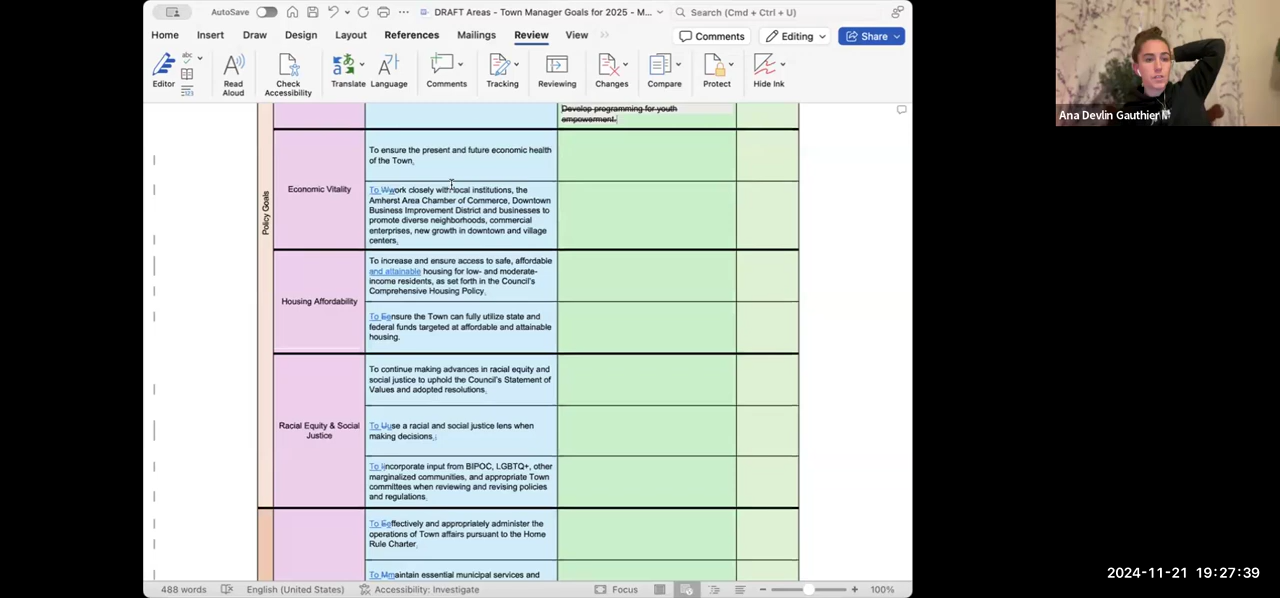 AutoSave
DRAFT Areas - Town Manager Goals for 2025 - M...
Search (Cmd + Ctrl + U)
Home
Insert
Draw
Design
Layout
References
Mailings
Review
View
Comments
Editing
Share
Editor
Read Aloud
Check Accessibility
Translate
Language
Comments
Tracking
Reviewing
Changes
Compare
Protect
Hide Ink
Develop programming for youth
empowerment.
Policy Goals
Economic Vitality
To ensure the present and future economic health
of the Town.
To Wwork closely with local institutions, the
Amherst Area Chamber of Commerce, Downtown
Business Improvement District and businesses to
promote diverse neighborhoods, commercial
enterprises, new growth in downtown and village
centers.
Housing Affordability
To increase and ensure access to safe, affordable
and attainable housing for low- and moderate-
income residents, as set forth in the Council's
Comprehensive Housing Policy.
To Eensure the Town can fully utilize state and
federal funds targeted at affordable and attainable
housing.
Racial Equity & Social
Justice
To continue making advances in racial equity and
social justice to uphold the Council's Statement of
Values and adopted resolutions.
To Uuse a racial and social justice lens when
making decisions.
To Iincorporate input from BIPOC, LGBTQ+, other
marginalized communities, and appropriate Town
committees when reviewing and revising policies
and regulations.
To Eeffectively and appropriately administer the
operations of Town affairs pursuant to the Home
Rule Charter.
To Mmaintain essential municipal services and
488 words
English (United States)
Accessibility: Investigate
Focus
100%
Ana Devlin Gauthier
2024-11-21 19:27:39